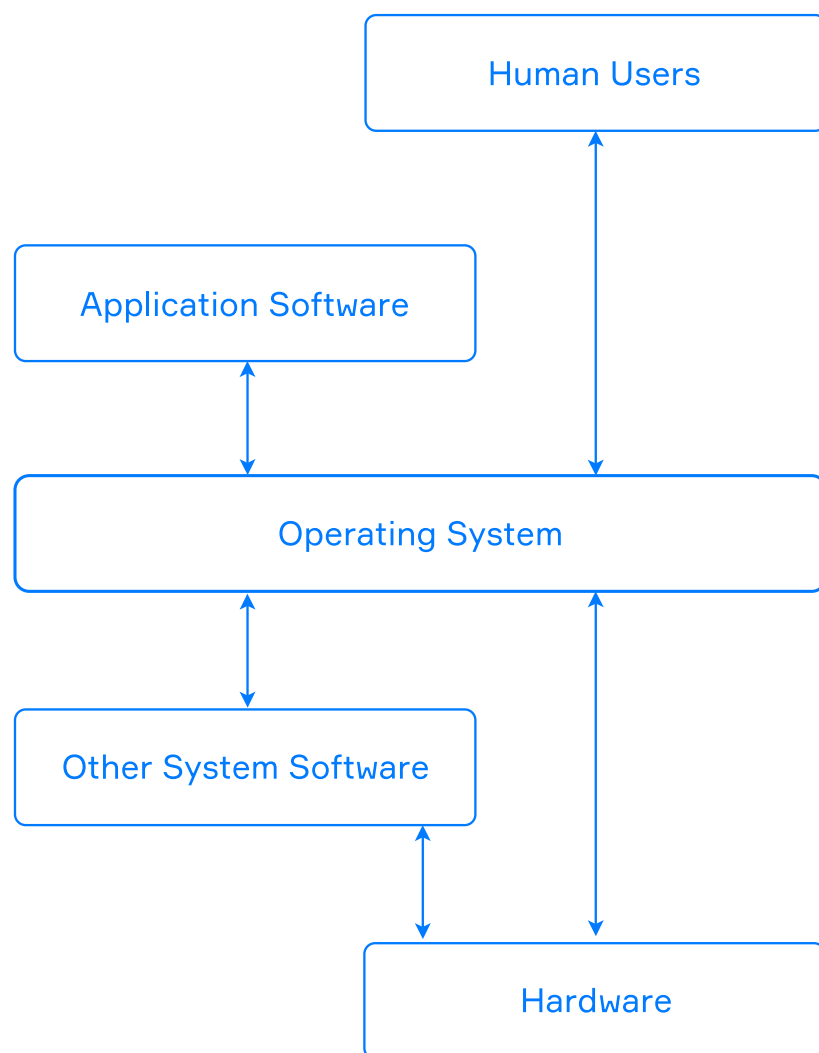 Human Users
Application Software
Operating System
Other System Software
Hardware